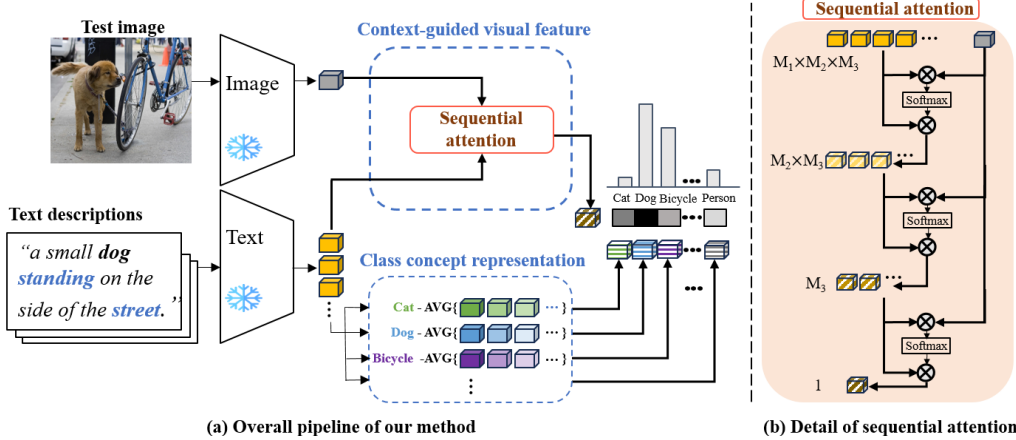 Test image
Image
Text descriptions
"a small dog
standing on the
side of the street."
Text
Context-guided visual feature
Sequential
attention
Cat Dog Bicycle ••• Person
Class concept representation
Cat - AVG{ ··· }
Dog - AVG{ ··· }
Bicycle -AVG{ ··· }
(a) Overall pipeline of our method
Sequential attention
M₁×M₂×M₃
Softmax
M₂×M₃
Softmax
M₃
Softmax
1
(b) Detail of sequential attention